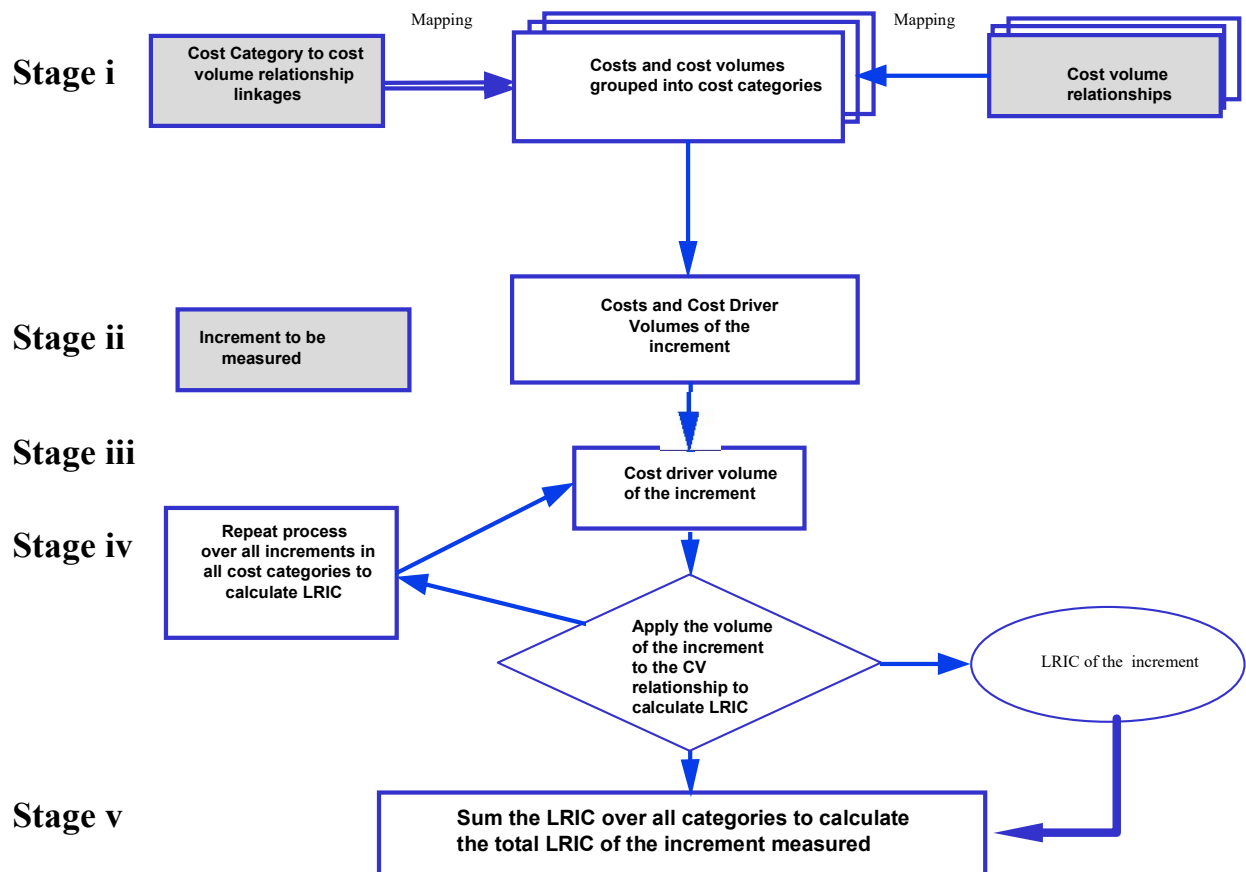 Mapping
Mapping
Stage i
Cost Category to cost
volume relationship
linkages
Costs and cost volumes
grouped into cost categories
Cost volume
relationships
Stage ii
Increment to be
measured
Costs and Cost Driver
Volumes of the
increment
Stage iii
Cost driver volume
of the increment
Stage iv
Repeat process
over all increments in
all cost categories to
calculate LRIC
Apply the volume
of the increment
to the CV
relationship to
calculate LRIC
LRIC of the increment
Stage v
Sum the LRIC over all categories to calculate
the total LRIC of the increment measured